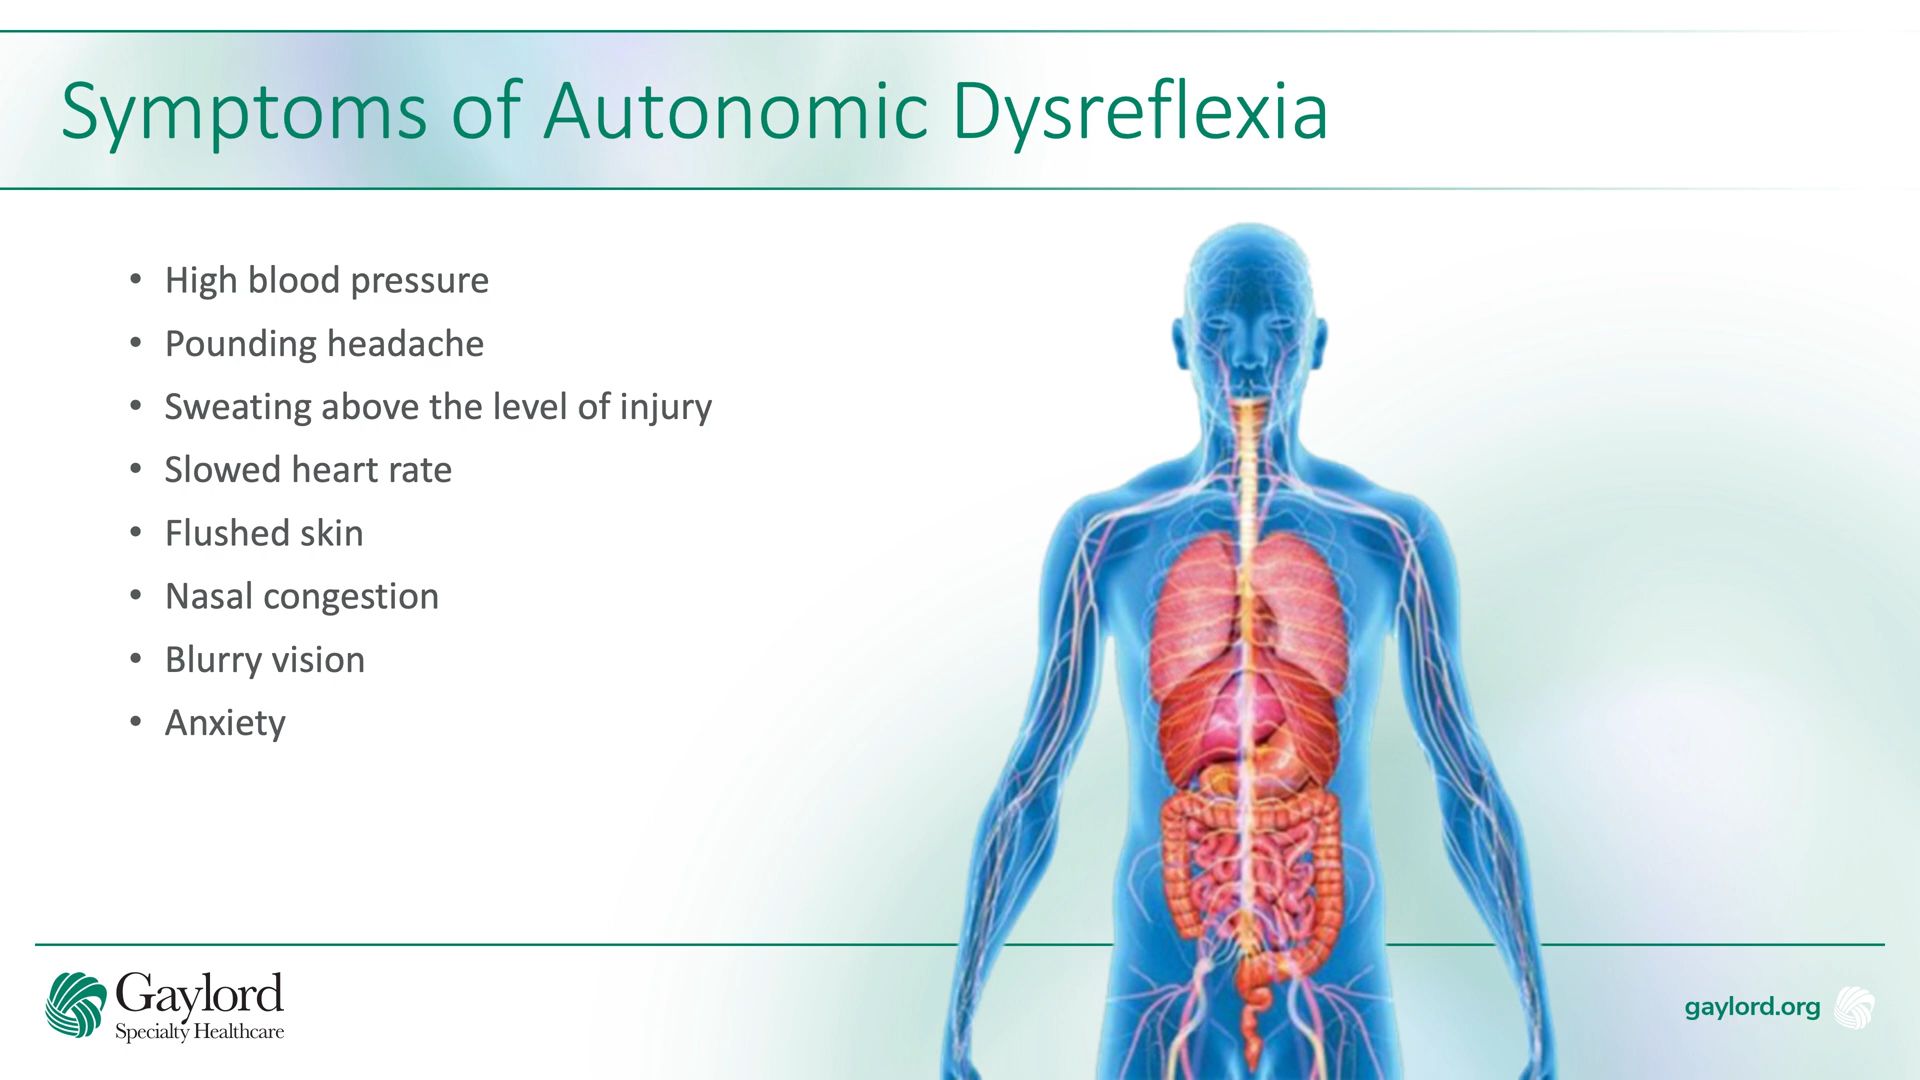 Symptoms of Autonomic Dysreflexia
• High blood pressure
• Pounding headache
• Sweating above the level of injury
• Slowed heart rate
• Flushed skin
• Nasal congestion
• Blurry vision
• Anxiety
Gaylord
Specialty Healthcare
gaylord.org